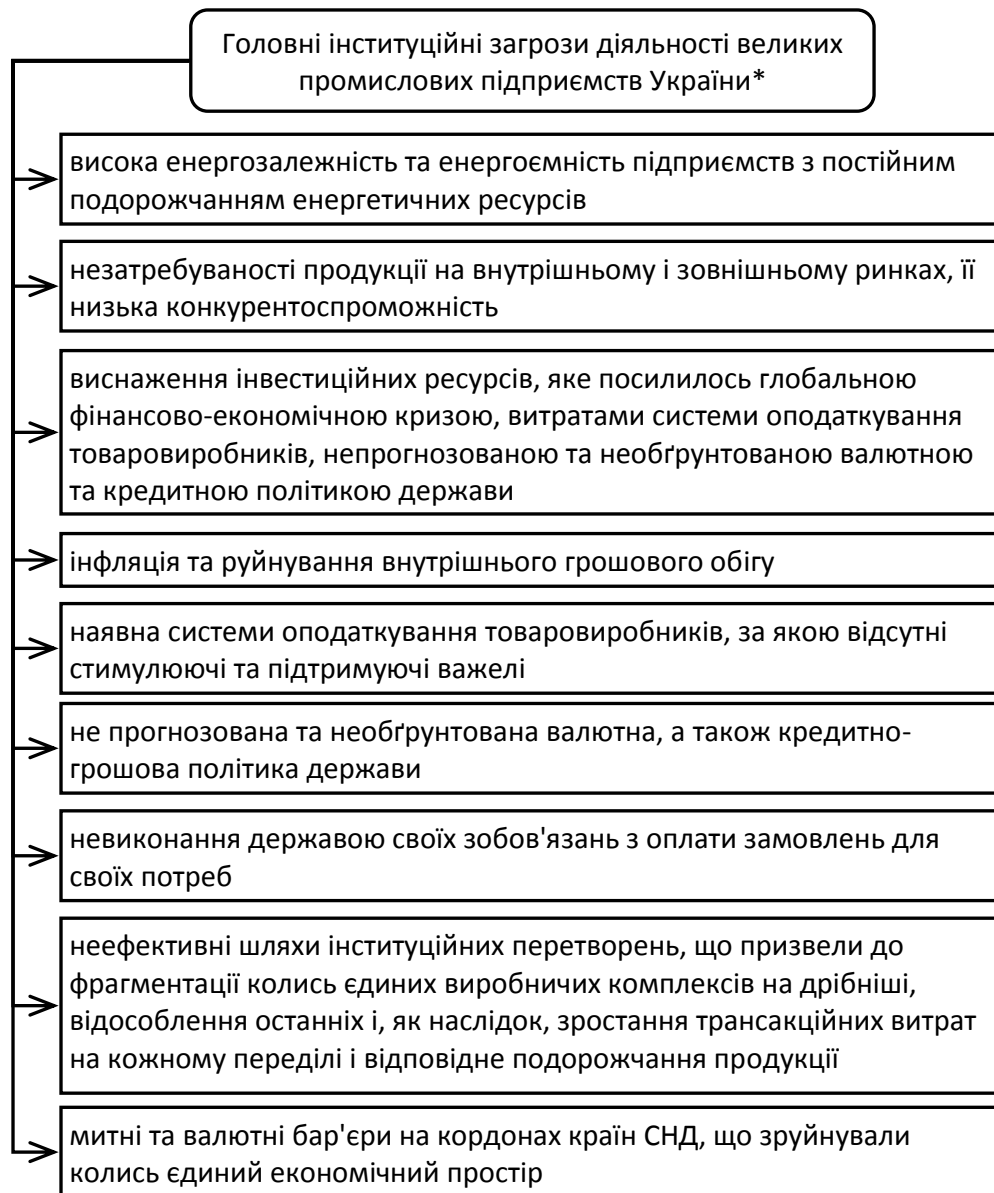 Головні інституційні загрози діяльності великих
промислових підприємств України*
висока енергозалежність та енергоємність підприємств з постійним
подорожчанням енергетичних ресурсів
незатребуваності продукції на внутрішньому і зовнішньому ринках, її
низька конкурентоспроможність
виснаження інвестиційних ресурсів, яке посилилось глобальною
фінансово-економічною кризою, витратами системи оподаткування
товаровиробників, непрогнозованою та необґрунтованою валютною
та кредитною політикою держави
інфляція та руйнування внутрішнього грошового обігу
наявна системи оподаткування товаровиробників, за якою відсутні
стимулюючі та підтримуючі важелі
не прогнозована та необґрунтована валютна, а також кредитно-
грошова політика держави
невиконання державою своїх зобов'язань з оплати замовлень для
своїх потреб
неефективні шляхи інституційних перетворень, що призвели до
фрагментації колись єдиних виробничих комплексів на дрібніші,
відособлення останніх і, як наслідок, зростання трансакційних витрат
на кожному переділі і відповідне подорожчання продукції
митні та валютні бар'єри на кордонах країн СНД, що зруйнували
колись єдиний економічний простір